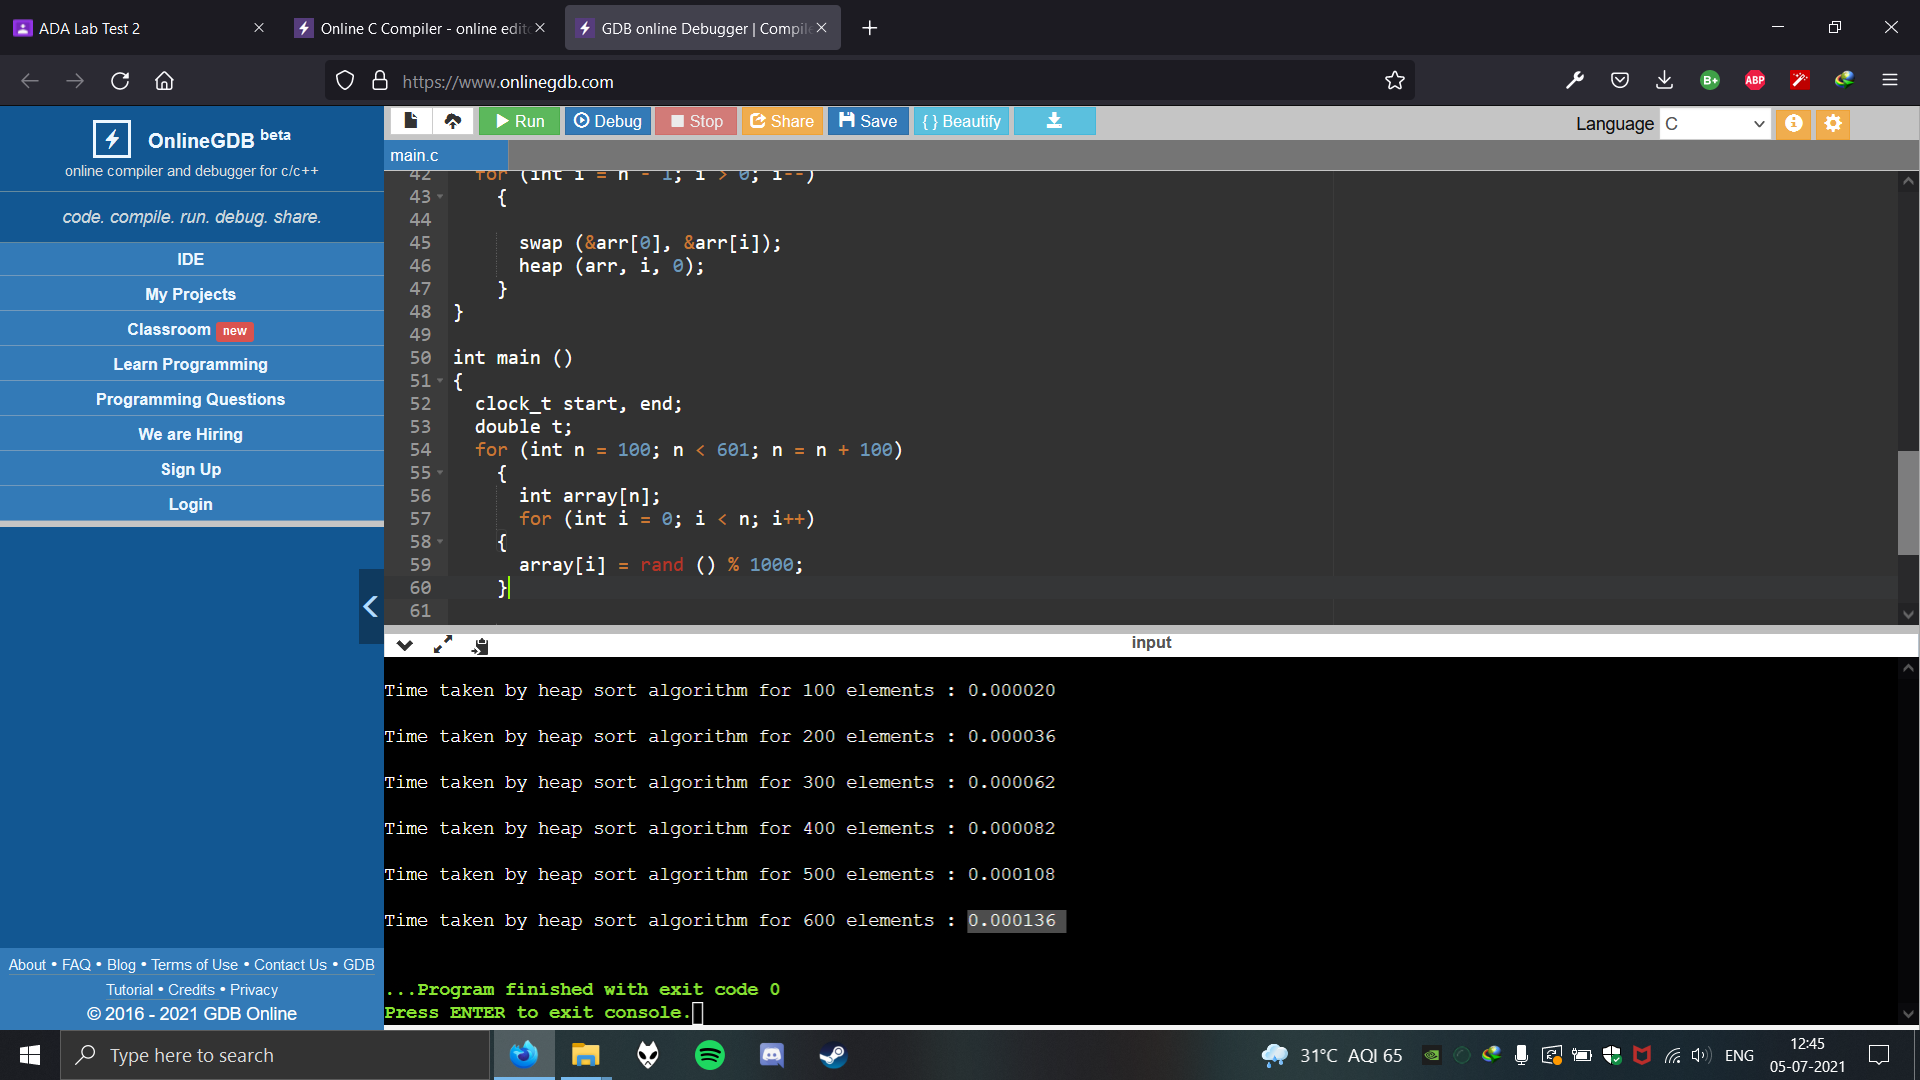 ADA Lab Test 2
Online C Compiler - online edit
GDB online Debugger | Compile
https://www.onlinegdb.com
B+
ABP
OnlineGDB beta
online compiler and debugger for c/c++
code. compile. run. debug. share.
IDE
My Projects
Classroom new
Learn Programming
Programming Questions
We are Hiring
Sign Up
Login
About • FAQ • Blog • Terms of Use • Contact Us • GDB
Tutorial • Credits • Privacy
© 2016 - 2021 GDB Online
Run Debug Stop Share Save { } Beautify
Language C
main.c
42 for (int i = n - 1; i > 0; i--)
43 {
44
45 swap (&arr[0], &arr[i]);
46 heap (arr, i, 0);
47 }
48 }
49
50 int main ()
51 {
52 clock_t start, end;
53 double t;
54 for (int n = 100; n < 601; n = n + 100)
55 {
56 int array[n];
57 for (int i = 0; i < n; i++)
58 {
59 array[i] = rand () % 1000;
60 }
61
input
Time taken by heap sort algorithm for 100 elements : 0.000020
Time taken by heap sort algorithm for 200 elements : 0.000036
Time taken by heap sort algorithm for 300 elements : 0.000062
Time taken by heap sort algorithm for 400 elements : 0.000082
Time taken by heap sort algorithm for 500 elements : 0.000108
Time taken by heap sort algorithm for 600 elements : 0.000136
...Program finished with exit code 0
Press ENTER to exit console.
Type here to search
31°C AQI 65
ENG
12:45
05-07-2021